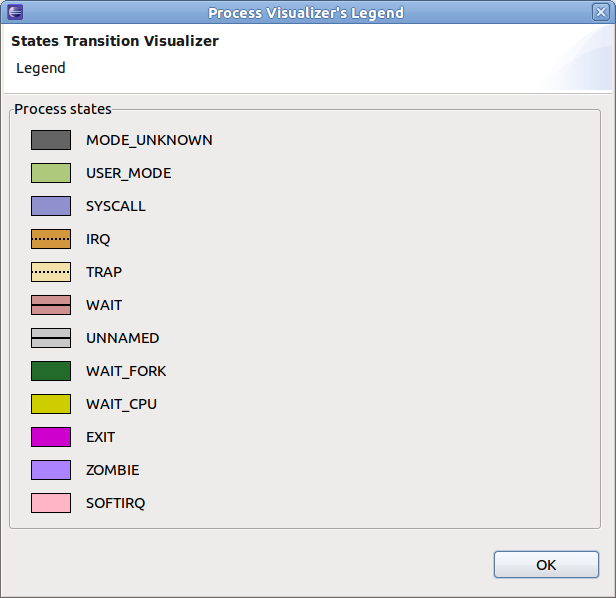 Process Visualizer's Legend
States Transition Visualizer
Legend
Process states
MODE_UNKNOWN
USER_MODE
SYSCALL
IRQ
TRAP
WAIT
UNNAMED
WAIT_FORK
WAIT_CPU
EXIT
ZOMBIE
SOFTIRQ
OK